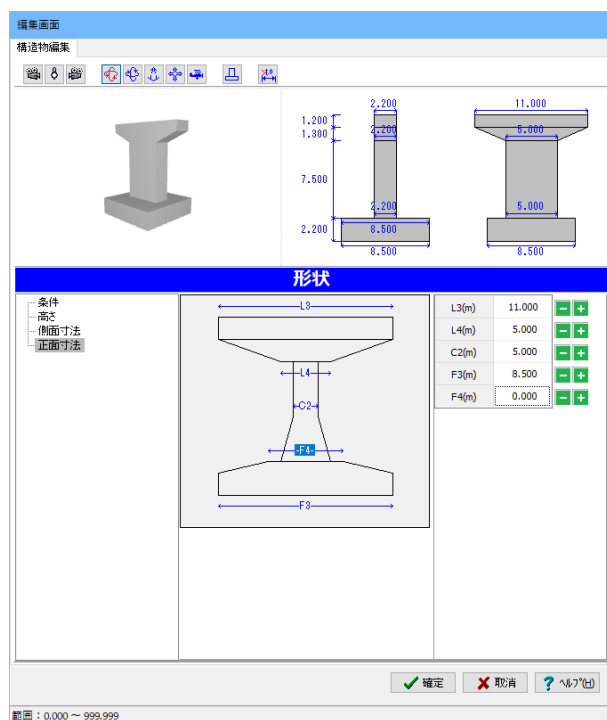 編集画面
構造物編集
2.200
11.000
1.200
1.300
2.200
5.000
7.500
2.200
5.000
2.200
8.500
8.500
8.500
形状
条件
高さ
側面寸法
正面寸法
L3
L4
C2
F4
F3
L3(m) 11.000
L4(m) 5.000
C2(m) 5.000
F3(m) 8.500
F4(m) 0.000
確定
取消
? ヘルプ(H)
範囲：0.000 ～ 999.999